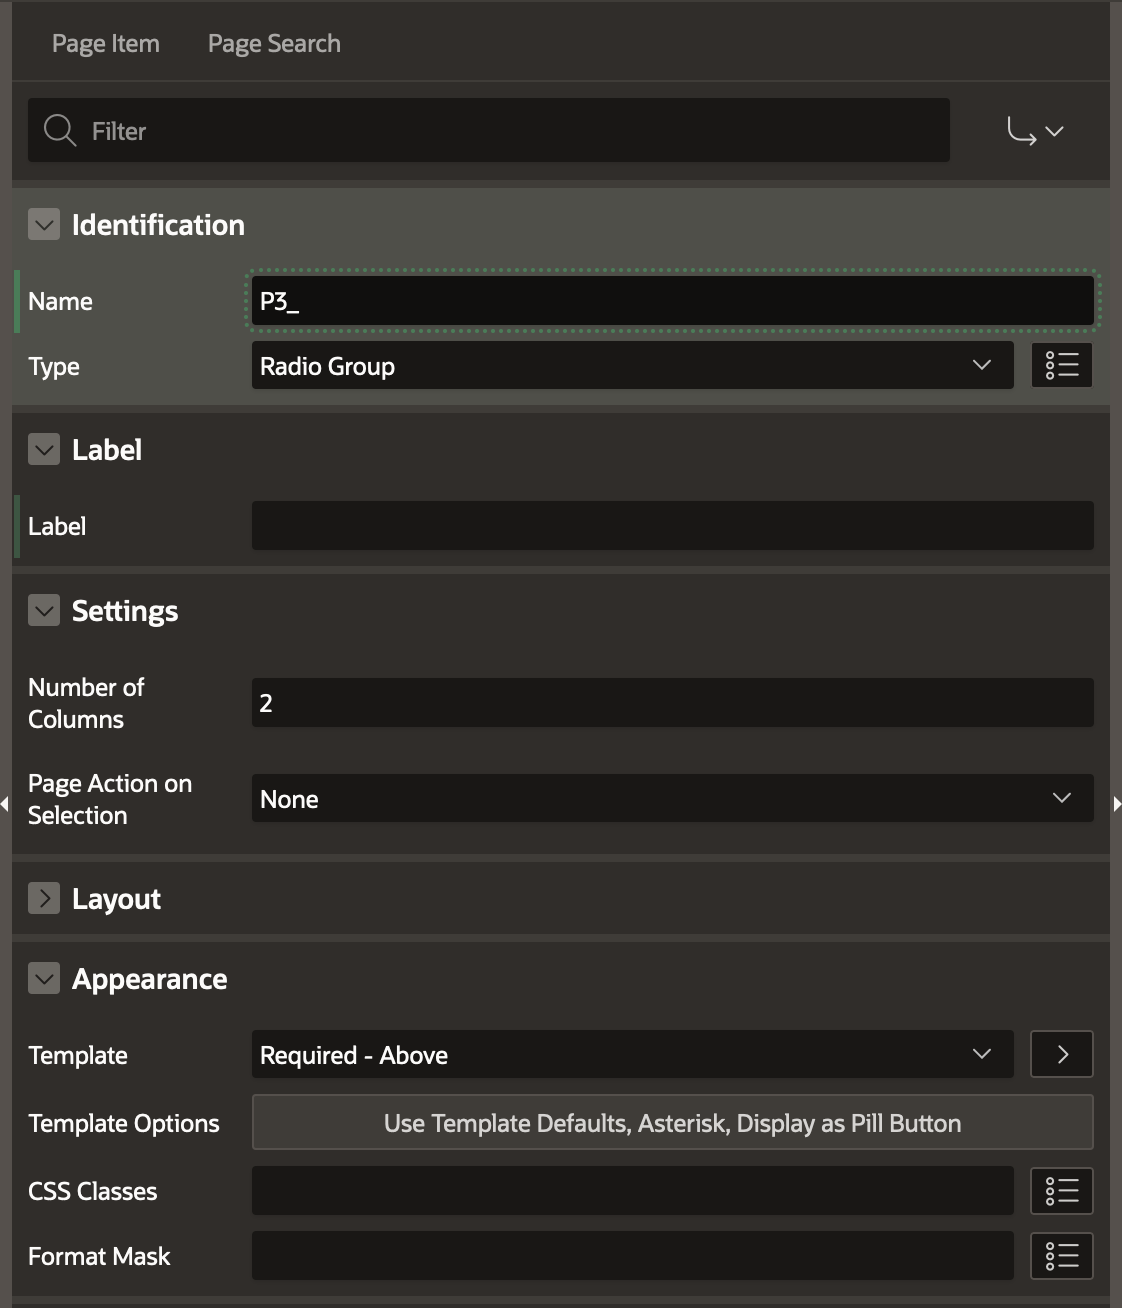 Page Item Page Search
Filter
Identification
Name P3_
Type Radio Group
Label
Label
Settings
Number of
Columns 2
Page Action on
Selection None
Layout
Appearance
Template Required - Above
Template Options Use Template Defaults, Asterisk, Display as Pill Button
CSS Classes
Format Mask